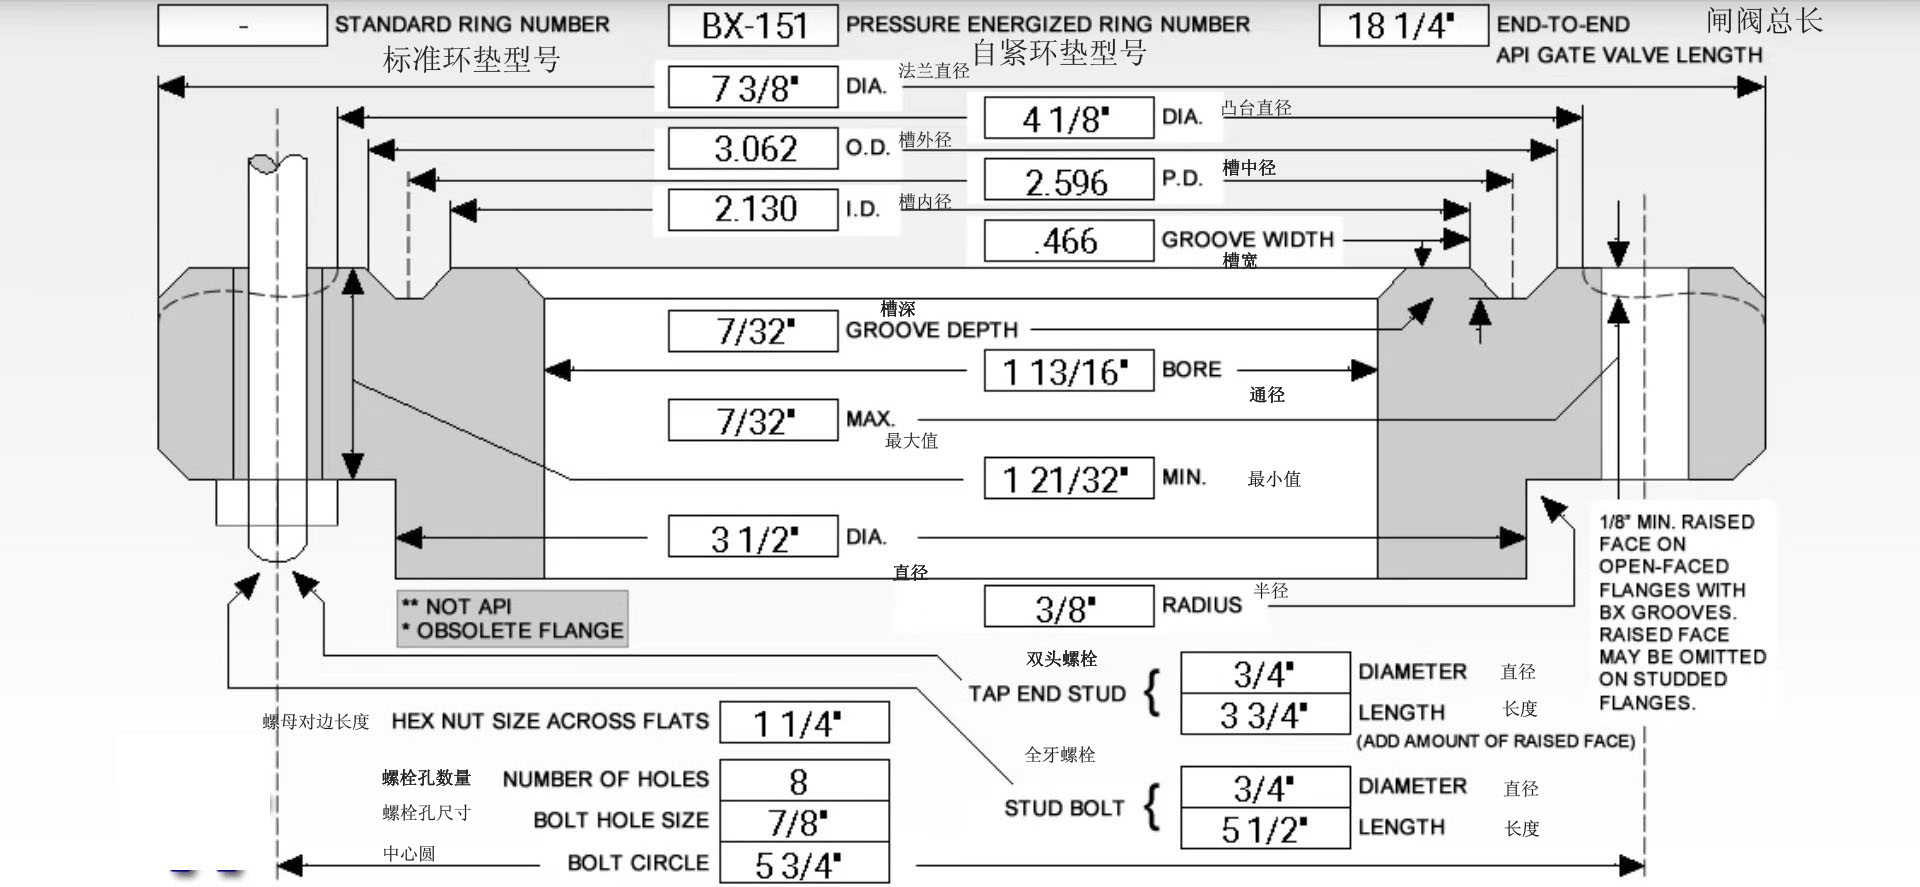 -
STANDARD RING NUMBER
标准环垫型号
BX-151
PRESSURE ENERGIZED RING NUMBER
自紧环垫型号
18 1/4"
END-TO-END
API GATE VALVE LENGTH
闸阀总长
7 3/8"
DIA.
法兰直径
4 1/8"
DIA.
凸台直径
3.062
O.D.
槽外径
2.596
P.D.
槽中径
2.130
I.D.
槽内径
.466
GROOVE WIDTH
槽宽
槽深
7/32"
GROOVE DEPTH
1 13/16"
BORE
通径
7/32"
MAX.
最大值
1 21/32"
MIN.
最小值
3 1/2"
DIA.
直径
3/8"
RADIUS
半径
1/8" MIN. RAISED
FACE ON
OPEN-FACED
FLANGES WITH
BX GROOVES.
RAISED FACE
MAY BE OMITTED
ON STUDDED
FLANGES.
** NOT API
* OBSOLETE FLANGE
双头螺栓
TAP END STUD {
3/4"
DIAMETER
直径
3 3/4"
LENGTH
长度
(ADD AMOUNT OF RAISED FACE)
螺母对边长度
HEX NUT SIZE ACROSS FLATS
1 1/4"
全牙螺栓
STUD BOLT {
3/4"
DIAMETER
直径
5 1/2"
LENGTH
长度
螺栓孔数量
NUMBER OF HOLES
8
螺栓孔尺寸
BOLT HOLE SIZE
7/8"
中心圆
BOLT CIRCLE
5 3/4"